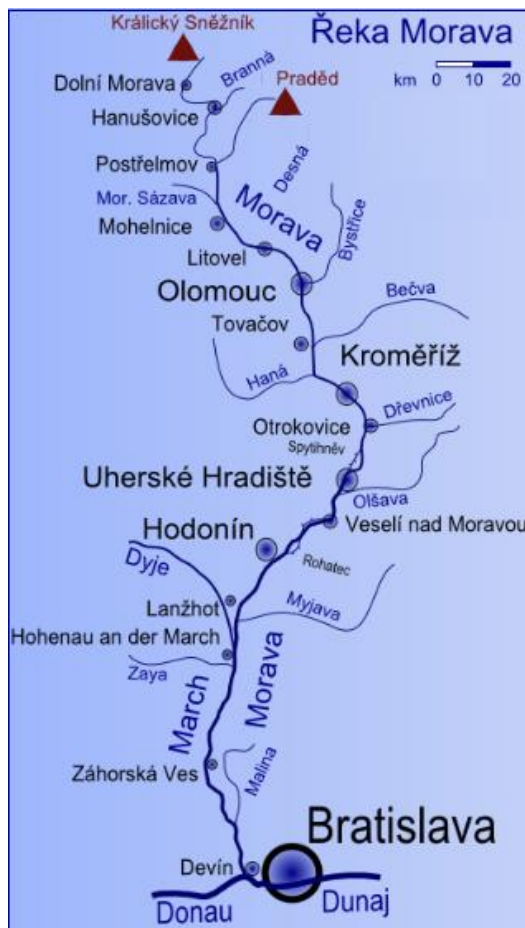 Řeka Morava
Králický Sněžník
km 0 10 20
Branná
Praděd
Dolní Morava
Hanušovice
Postřelmov
Desná
Mor. Sázava
Morava
Bystřice
Mohelnice
Litovel
Olomouc
Bečva
Tovačov
Kroměříž
Haná
Dřevnice
Otrokovice
Spytihněv
Uherské Hradiště
Olšava
Veselí nad Moravou
Hodonín
Rohatec
Dyje
Lanžhot
Myjava
Hohenau an der March
Zaya
March
Morava
Záhorská Ves
Malina
Bratislava
Devín
Donau
Dunaj